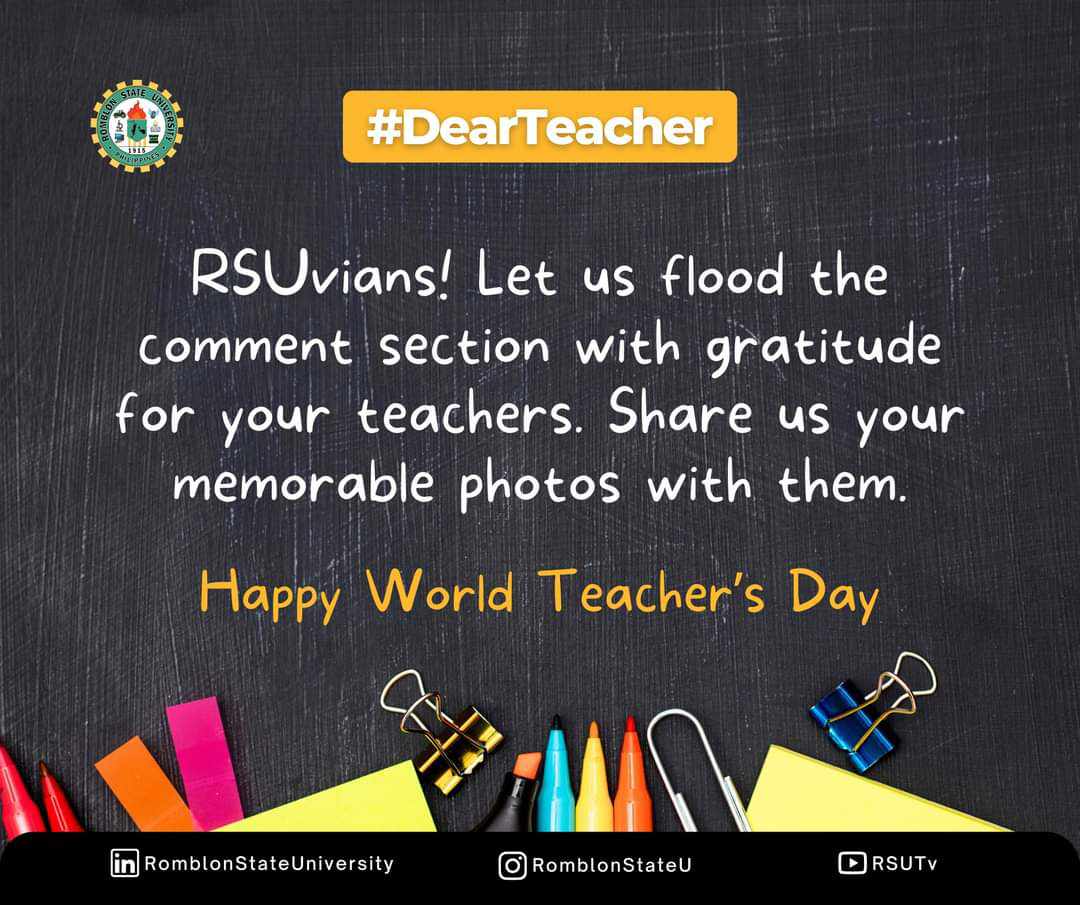 ROMBLON STATE UNIVERSITY
1915
PHILIPPINES
#DearTeacher
RSUvians! Let us flood the
comment section with gratitude
for your teachers. Share us your
memorable photos with them.
Happy World Teacher's Day
in RomblonStateUniversity
RomblonStateU
RSUTv